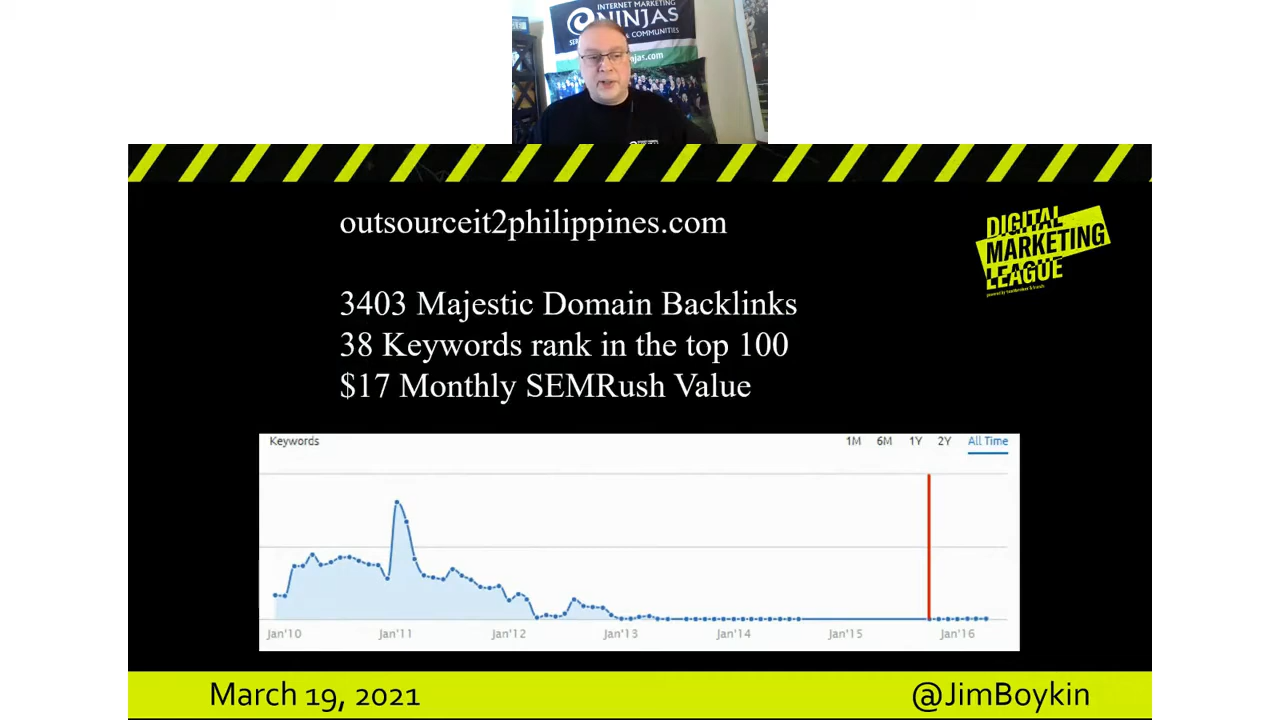 INTERNET MARKETING
NINJAS
& COMMUNITIES
outsourceit2philippines.com
DIGITAL
MARKETING
LEAGUE
3403 Majestic Domain Backlinks
38 Keywords rank in the top 100
$17 Monthly SEMRush Value
Keywords
1M 6M 1Y 2Y All Time
Jan'10 Jan'11 Jan'12 Jan'13 Jan'14 Jan'15 Jan'16
March 19, 2021
@JimBoykin